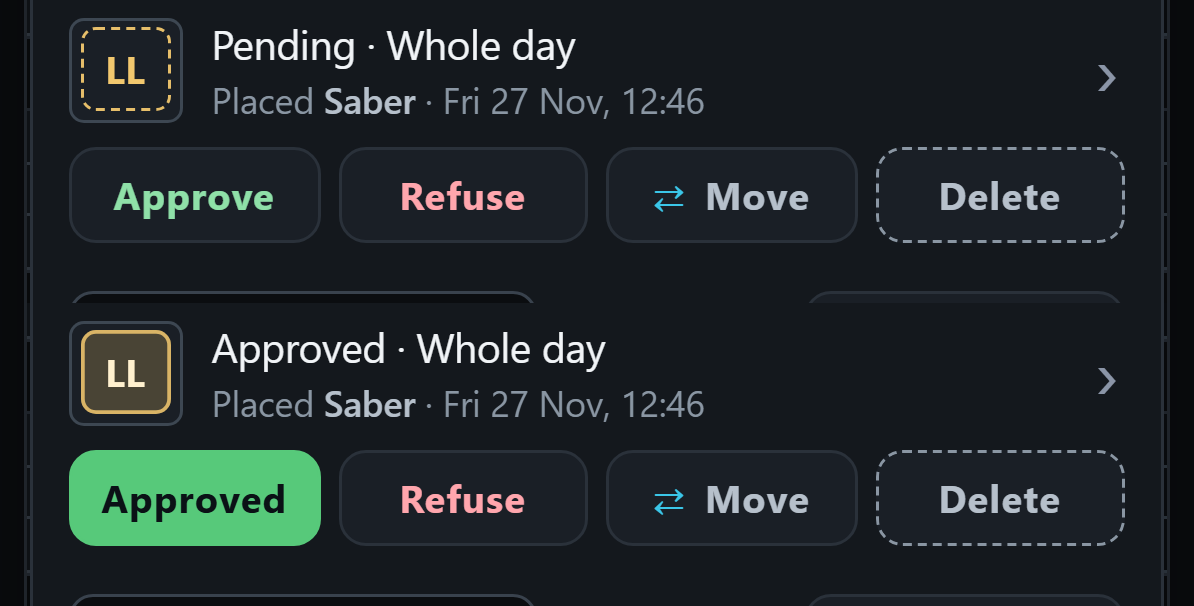 LL
Pending · Whole day
Placed Saber · Fri 27 Nov, 12:46
Approve
Refuse
⇄ Move
Delete
LL
Approved · Whole day
Placed Saber · Fri 27 Nov, 12:46
Approved
Refuse
⇄ Move
Delete